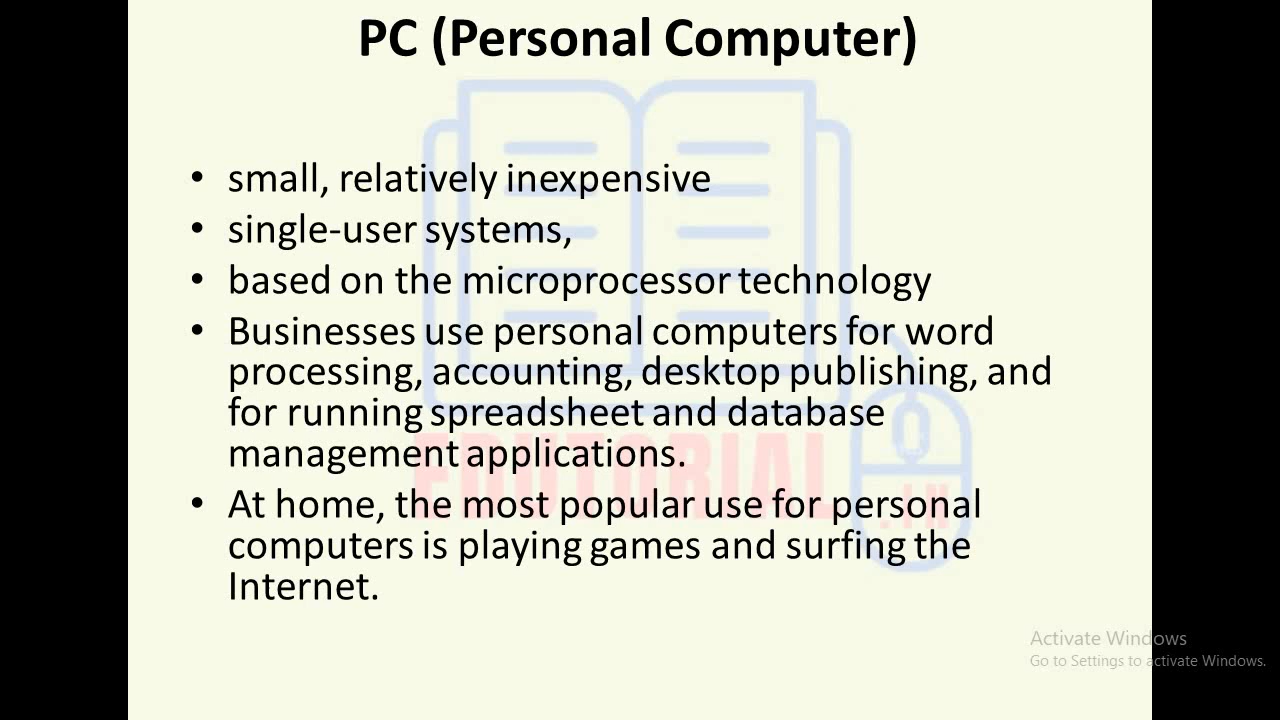 PC (Personal Computer)
• small, relatively inexpensive
• single-user systems,
• based on the microprocessor technology
• Businesses use personal computers for word
processing, accounting, desktop publishing, and
for running spreadsheet and database
management applications.
EDUTORIAL
.IN
• At home, the most popular use for personal
computers is playing games and surfing the
Internet.
Activate Windows
Go to Settings to activate Windows.